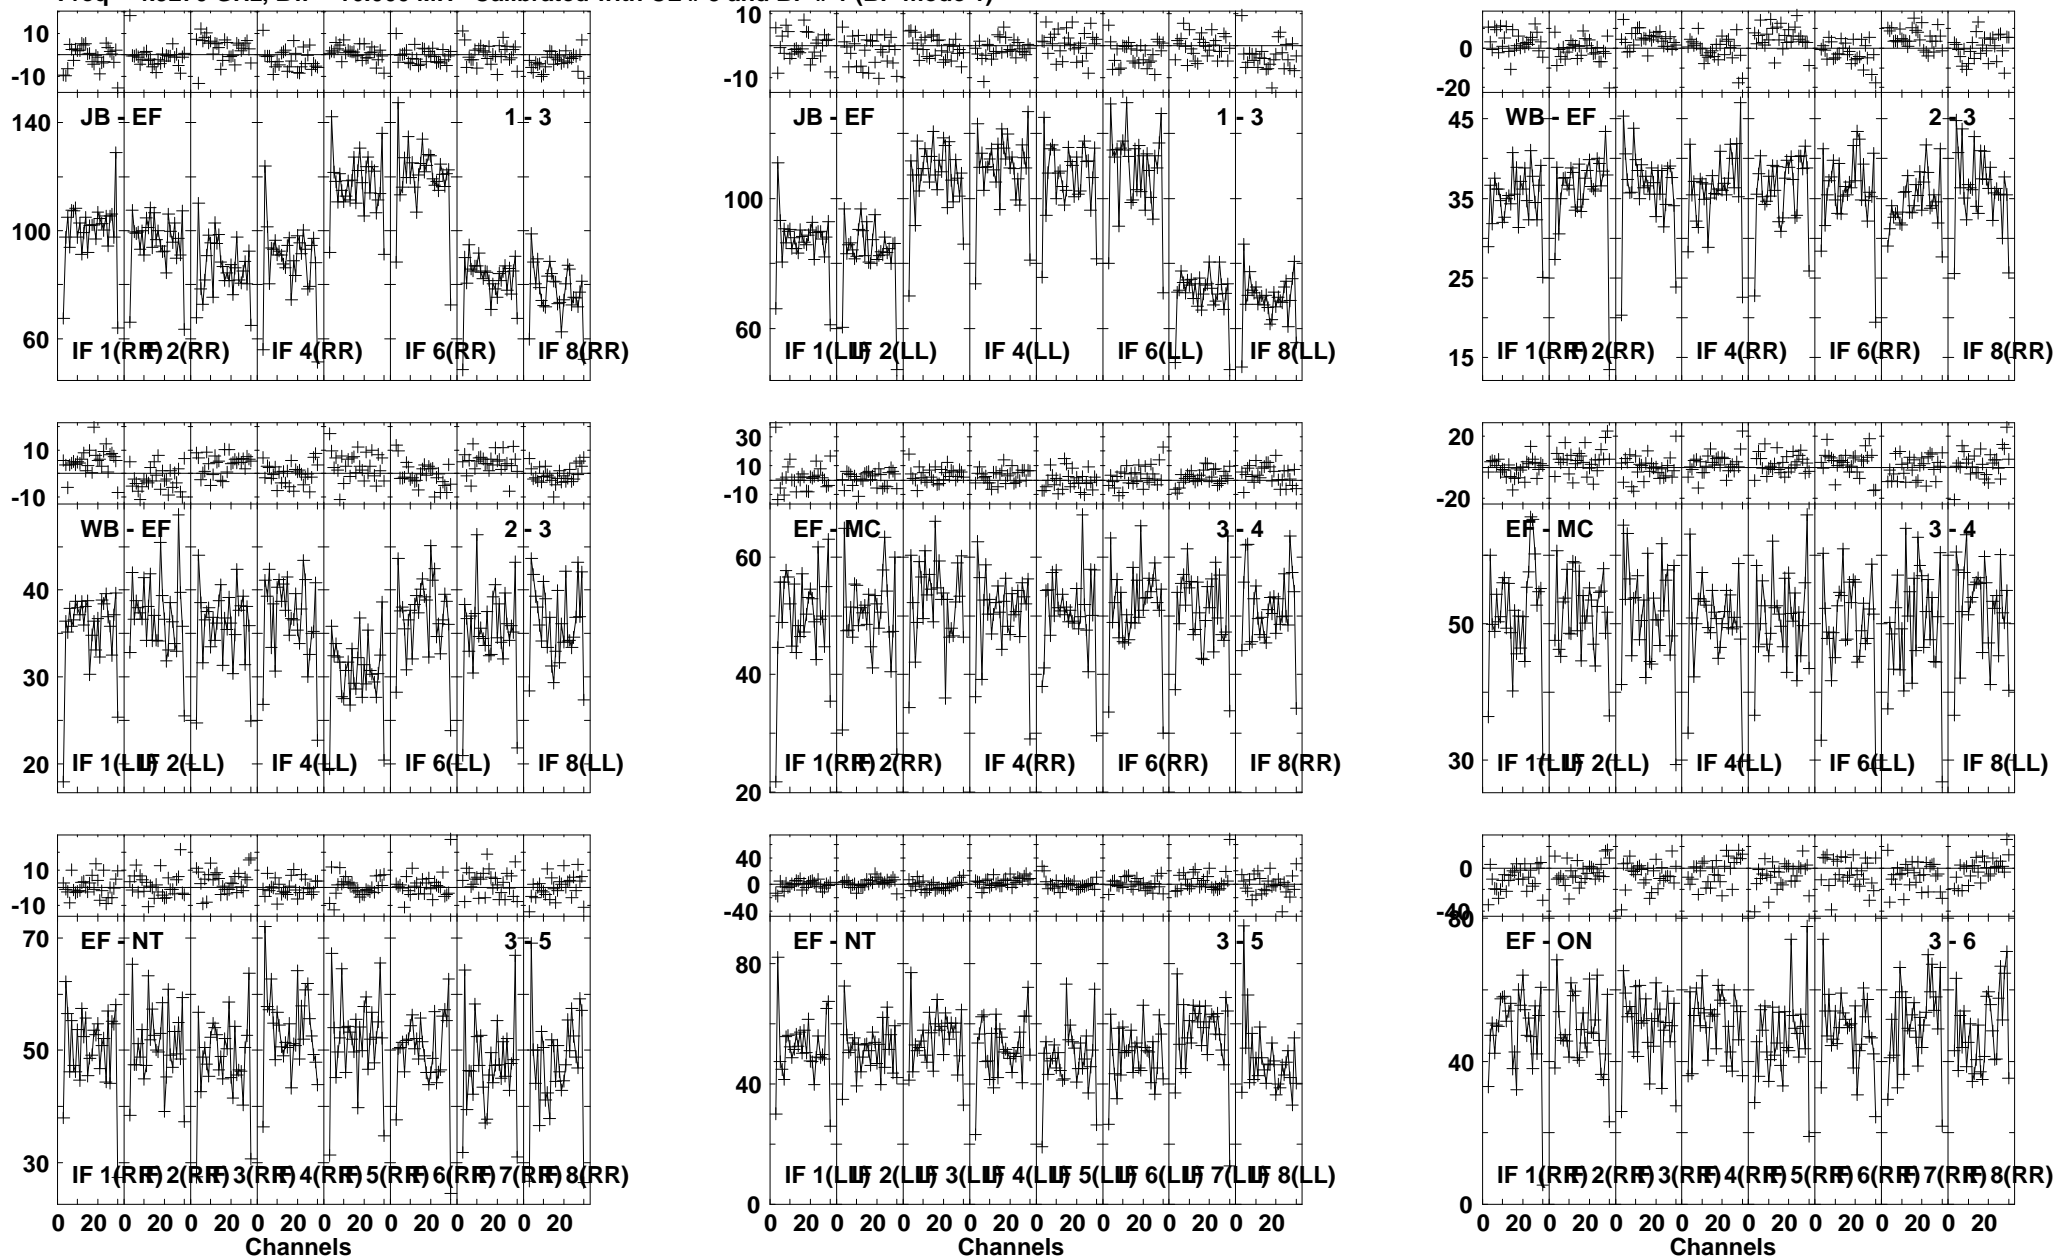 10
-10
JB - EF
1 - 3
140
100
60
IF 1(RR)
IF 2(RR)
IF 4(RR)
IF 6(RR)
IF 8(RR)
10
-10
JB - EF
1 - 3
100
60
IF 1(LL)
IF 2(LL)
IF 4(LL)
IF 6(LL)
IF 8(LL)
0
-20
WB - EF
2 - 3
45
35
25
15
IF 1(RR)
IF 2(RR)
IF 4(RR)
IF 6(RR)
IF 8(RR)
10
-10
WB - EF
2 - 3
40
30
20
IF 1(LL)
IF 2(LL)
IF 4(LL)
IF 6(LL)
IF 8(LL)
30
10
-10
EF - MC
3 - 4
60
40
20
IF 1(RR)
IF 2(RR)
IF 4(RR)
IF 6(RR)
IF 8(RR)
20
-20
EF - MC
3 - 4
50
30
IF 1(LL)
IF 2(LL)
IF 4(LL)
IF 6(LL)
IF 8(LL)
10
-10
EF - NT
3 - 5
70
50
30
IF 1(RR)
IF 2(RR)
IF 3(RR)
IF 4(RR)
IF 5(RR)
IF 6(RR)
IF 7(RR)
IF 8(RR)
0 20 0 20 0 20 0 20 0 20 0 20 0 20 0 20
Channels
40
0
-40
EF - NT
3 - 5
80
40
0
IF 1(LL)
IF 2(LL)
IF 3(LL)
IF 4(LL)
IF 5(LL)
IF 6(LL)
IF 7(LL)
IF 8(LL)
0 20 0 20 0 20 0 20 0 20 0 20 0 20 0 20
Channels
0
-40
EF - ON
3 - 6
80
40
0
IF 1(RR)
IF 2(RR)
IF 3(RR)
IF 4(RR)
IF 5(RR)
IF 6(RR)
IF 7(RR)
IF 8(RR)
0 20 0 20 0 20 0 20 0 20 0 20 0 20 0 20
Channels